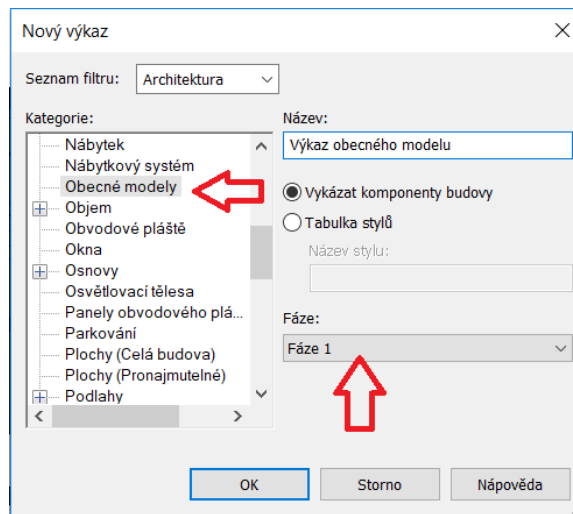 Nový výkaz
Seznam filtru: Architektura
Kategorie:
Nábytek
Nábytkový systém
Obecné modely
Objem
Obvodové pláště
Okna
Osnovy
Osvětlovací tělesa
Panely obvodového plá...
Parkování
Plochy (Celá budova)
Plochy (Pronajmutelné)
Podlahy
Název:
Výkaz obecného modelu
Vykázat komponenty budovy
Tabulka stylů
Název stylu:
Fáze:
Fáze 1
OK Storno Nápověda